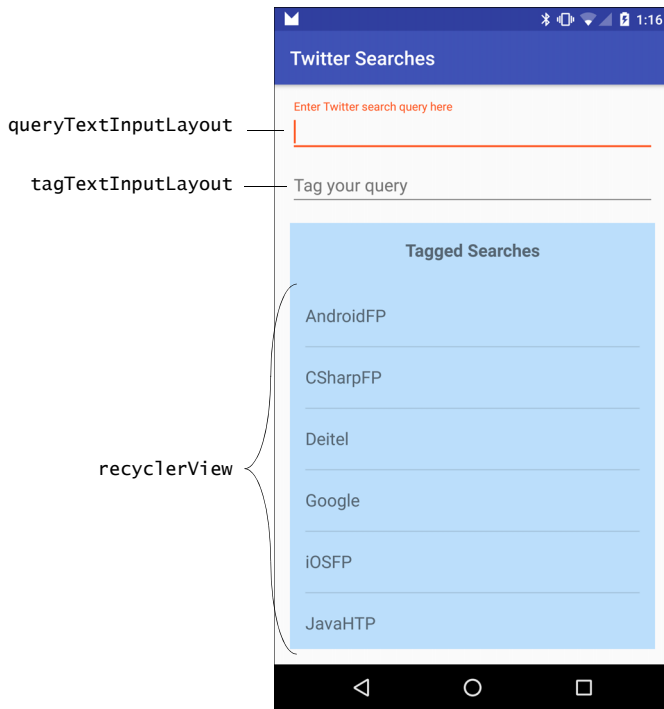 1:16
Twitter Searches
Enter Twitter search query here
queryTextInputLayout
tagTextInputLayout
Tag your query
Tagged Searches
AndroidFP
CSharpFP
Deitel
recyclerView
Google
iOSFP
JavaHTP